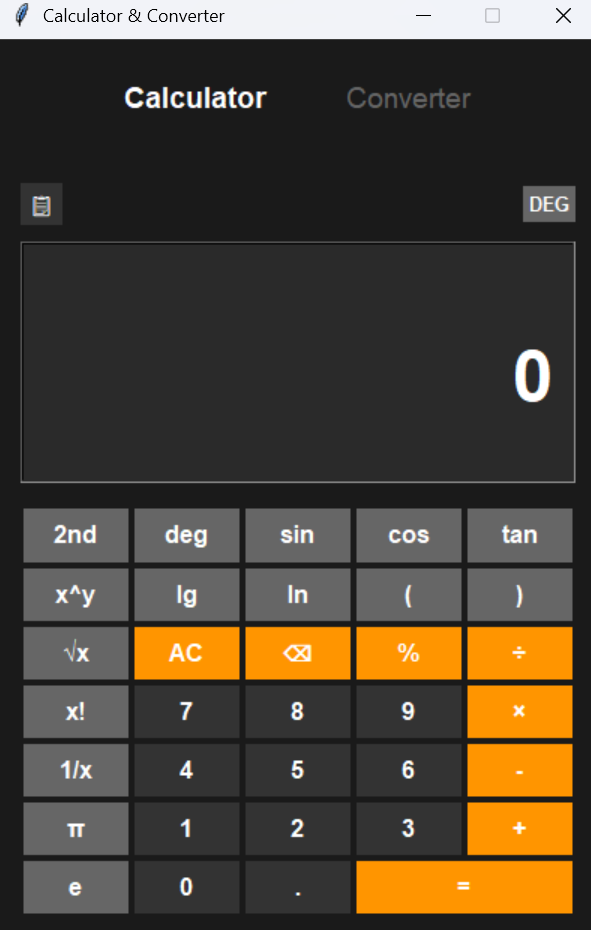 Calculator & Converter
Calculator Converter
DEG
0
2nd deg sin cos tan
x^y lg ln ( )
√x AC ⌫ % ÷
x! 7 8 9 ×
1/x 4 5 6 -
π 1 2 3 +
e 0 . =